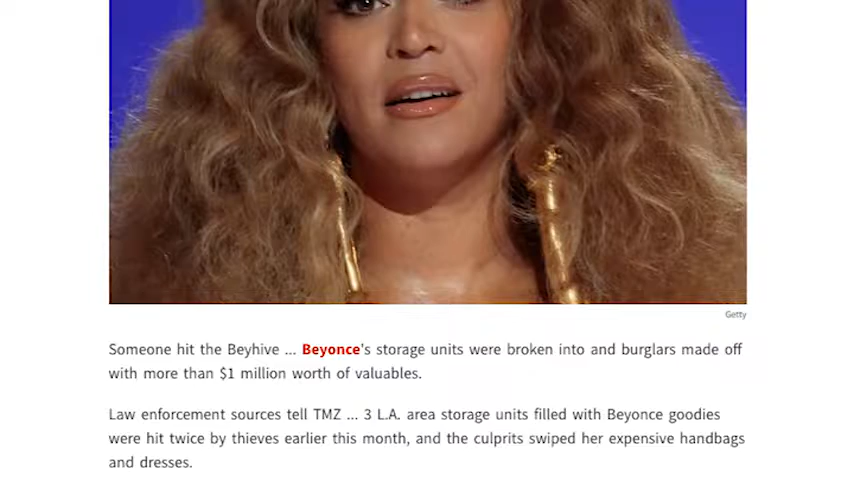 Getty
Someone hit the Beyhive ... Beyonce's storage units were broken into and burglars made off
with more than $1 million worth of valuables.
Law enforcement sources tell TMZ ... 3 L.A. area storage units filled with Beyonce goodies
were hit twice by thieves earlier this month, and the culprits swiped her expensive handbags
and dresses.